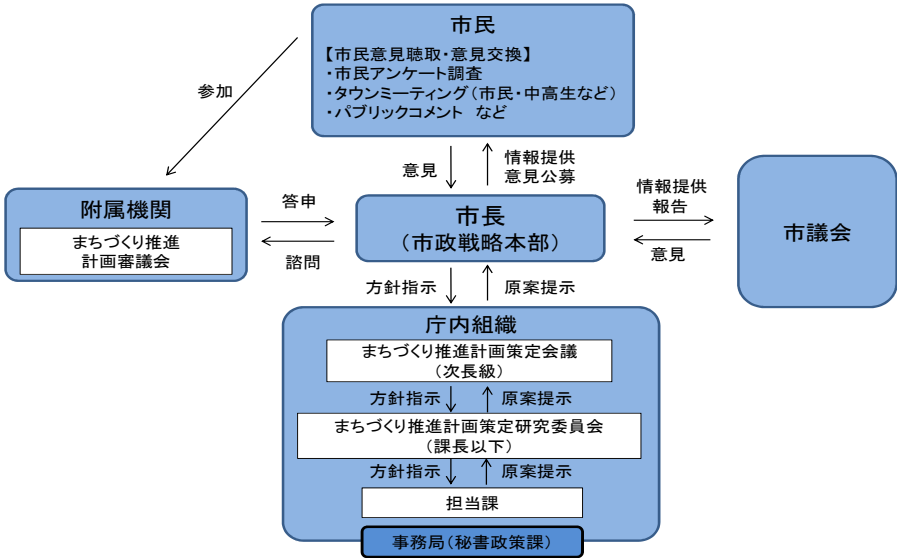 市民
【市民意見聴取・意見交換】
・市民アンケート調査
・タウンミーティング（市民・中高生など）
・パブリックコメント　など
参加
意見
情報提供
意見公募
附属機関
まちづくり推進
計画審議会
答申
諮問
市長
（市政戦略本部）
情報提供
報告
意見
市議会
方針指示
原案提示
庁内組織
まちづくり推進計画策定会議
（次長級）
方針指示
原案提示
まちづくり推進計画策定研究委員会
（課長以下）
方針指示
原案提示
担当課
事務局（秘書政策課）